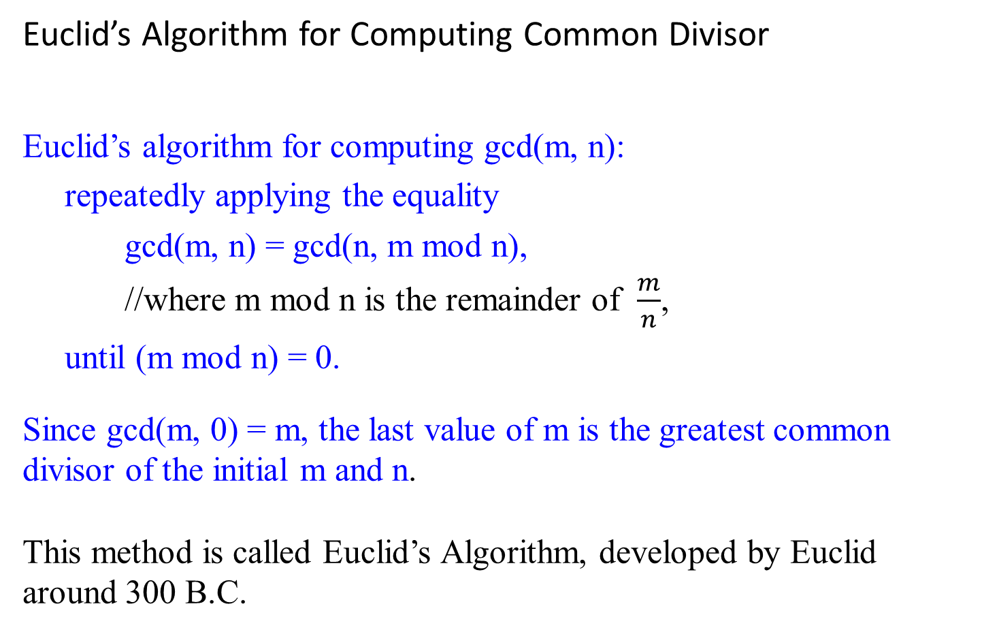 Euclid’s Algorithm for Computing Common Divisor
Euclid’s algorithm for computing gcd(m, n):
repeatedly applying the equality
gcd(m, n) = gcd(n, m mod n),
//where m mod n is the remainder of m/n,
until (m mod n) = 0.
Since gcd(m, 0) = m, the last value of m is the greatest common
divisor of the initial m and n.
This method is called Euclid’s Algorithm, developed by Euclid
around 300 B.C.